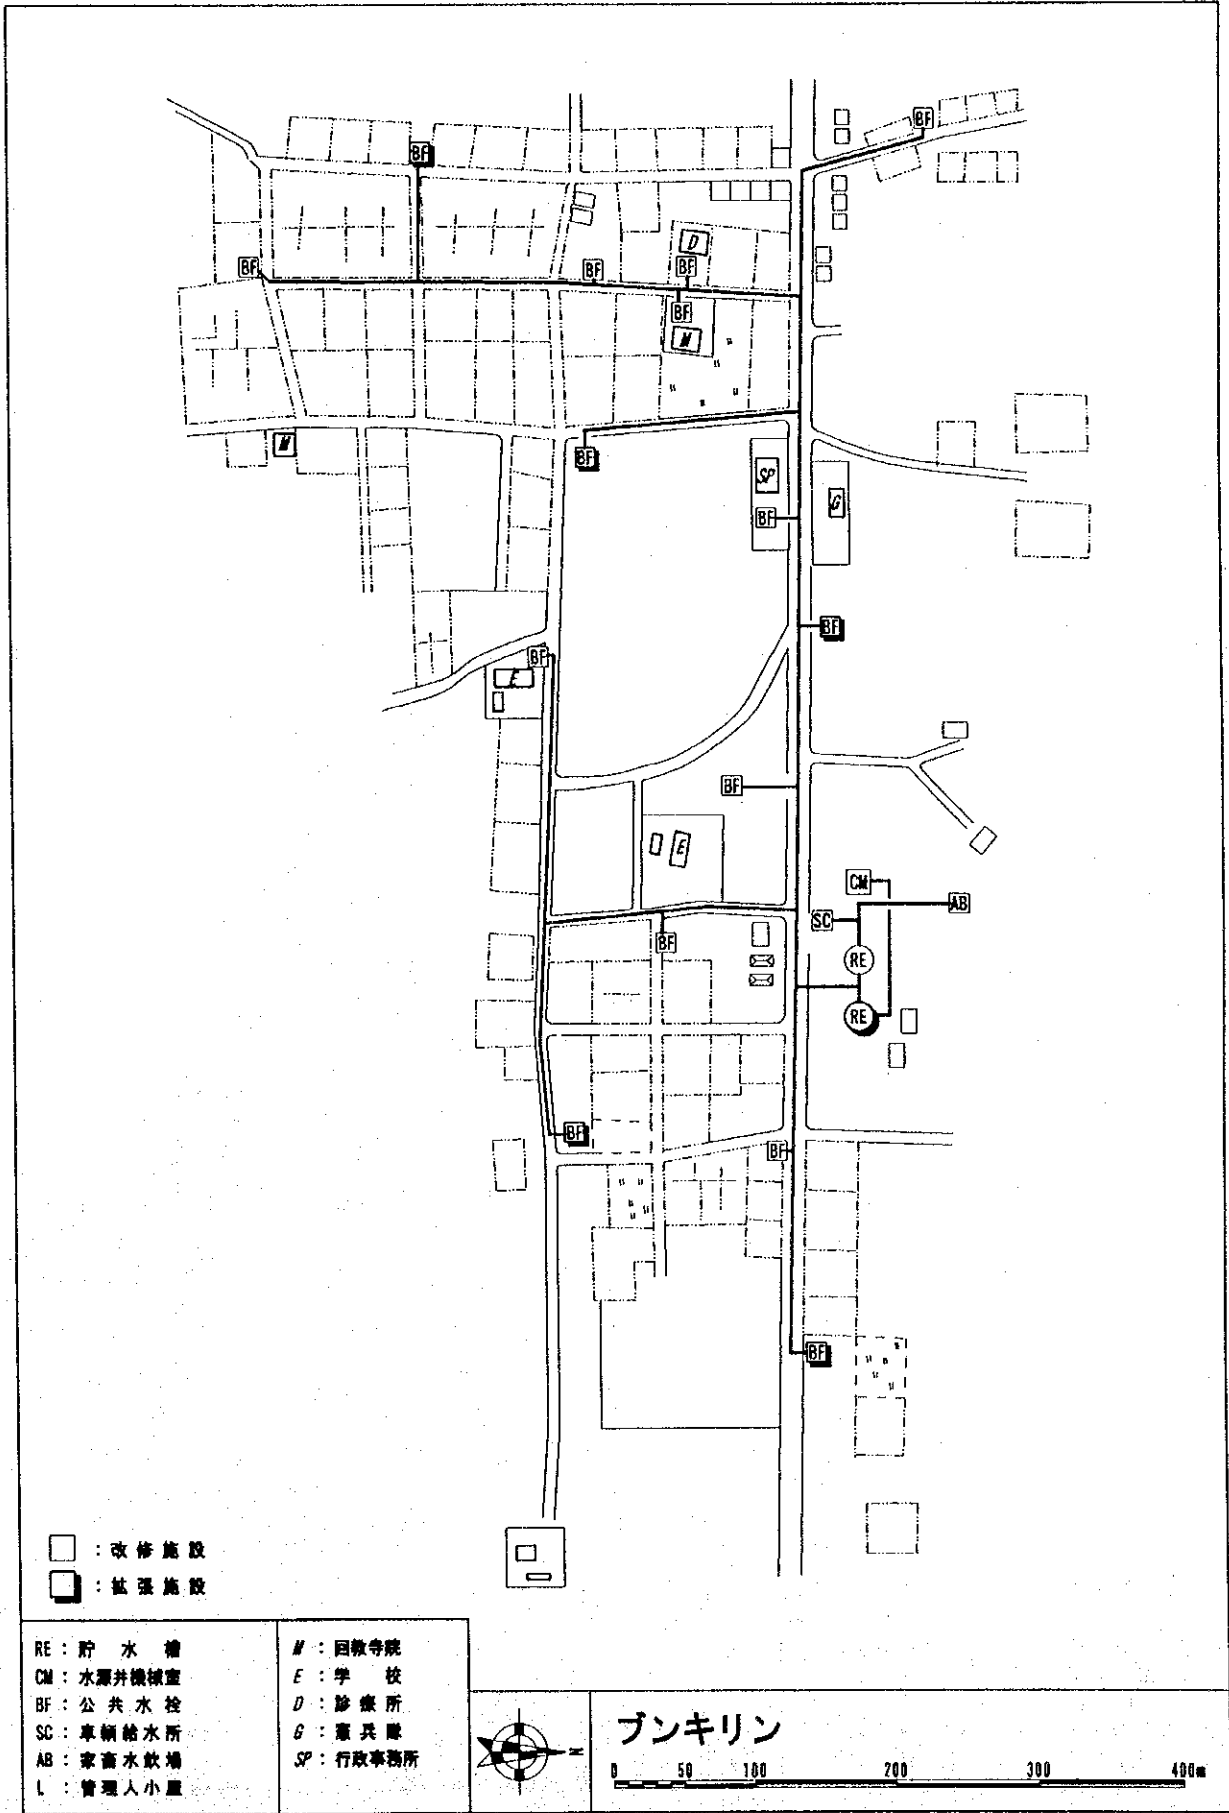 BF
BF
BF
BF
D
BF
BF
M
M
BF
SP
G
BF
BF
BF
E
BF
E
CM
AB
SC
BF
RE
RE
BF
BF
BF
□ : 改修施設
□ : 拡張施設
RE : 貯水槽
CM : 水源井機械室
BF : 公共水栓
SC : 車輌給水所
AB : 家畜水飲場
L : 管理人小屋
M : 回教寺院
E : 学校
D : 診療所
G : 憲兵隊
SP : 行政事務所
N
ブンキリン
0 50 100 200 300 400m